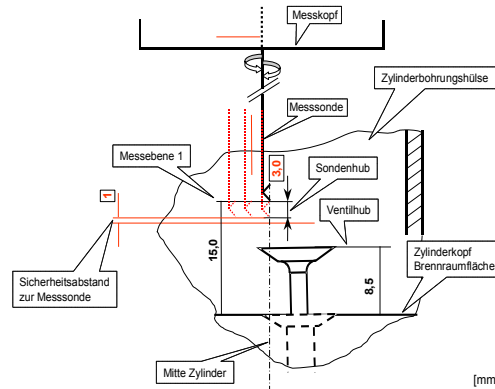 Messkopf
Zylinderbohrungshülse
Messsonde
Messebene 1
3,0
Sondenhub
1
Ventilhub
15,0
Zylinderkopf
Brennraumfläche
8,5
Sicherheitsabstand
zur Messsonde
Mitte Zylinder
[mm